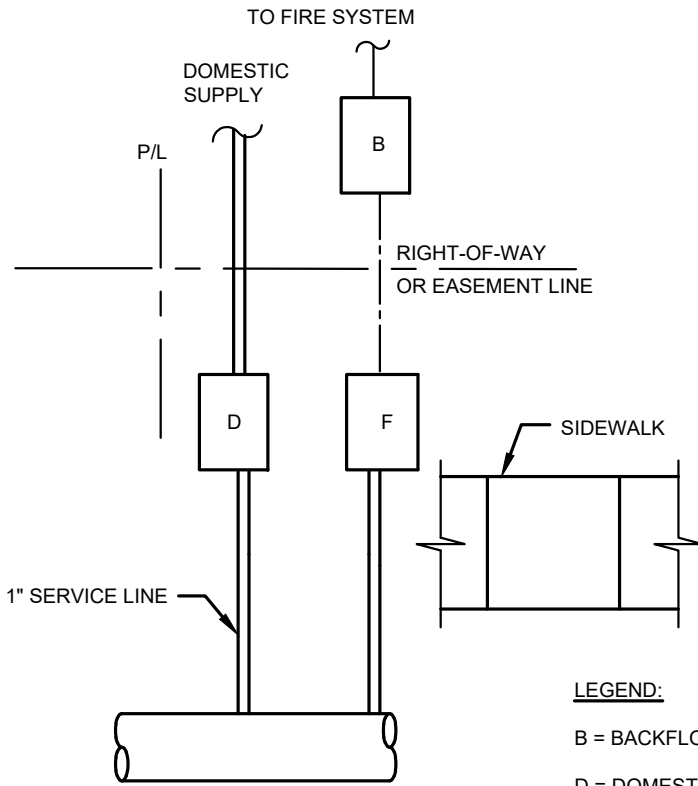 TO FIRE SYSTEM
DOMESTIC
SUPPLY
B
P/L
RIGHT-OF-WAY
OR EASEMENT LINE
D
F
SIDEWALK
1" SERVICE LINE
LEGEND:
B =
D =